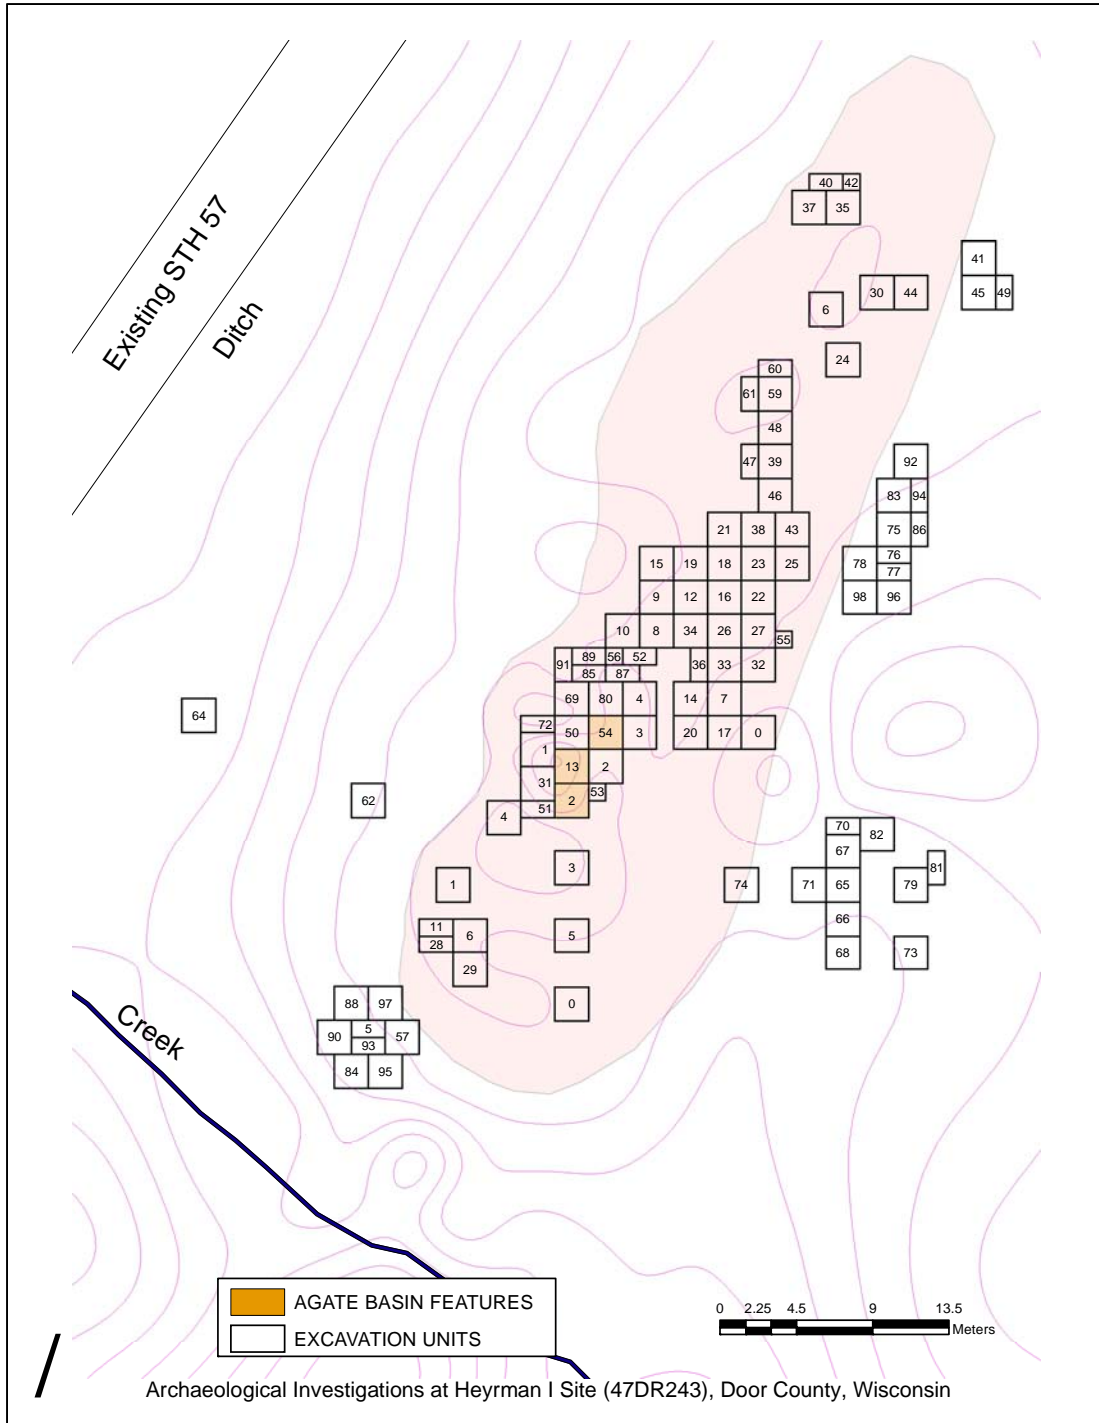 40 42
37 35
41
45 49
30 44
6
24
60
61 59
48
47 39
46
92
83 94
75 86
76
78
77
98 96
21 38 43
15 19 18 23 25
9 12 16 22
10 8 34 26 27
55
89 56 52
91
85 87
36 33 32
69 80 4
14 7
72
50 54 3
20 17 0
1
13 2
31
2 53
51
4
64
62
3
1
5
0
11
6
28
29
88 97
5
90 57
93
84 95
70
82
67
81
74 71 65 79
66
68 73
Existing STH 57
Ditch
Creek
AGATE BASIN FEATURES
EXCAVATION UNITS
0 2.25 4.5 9 13.5
Meters
Archaeological Investigations at Heyrman I Site (47DR243), Door County, Wisconsin